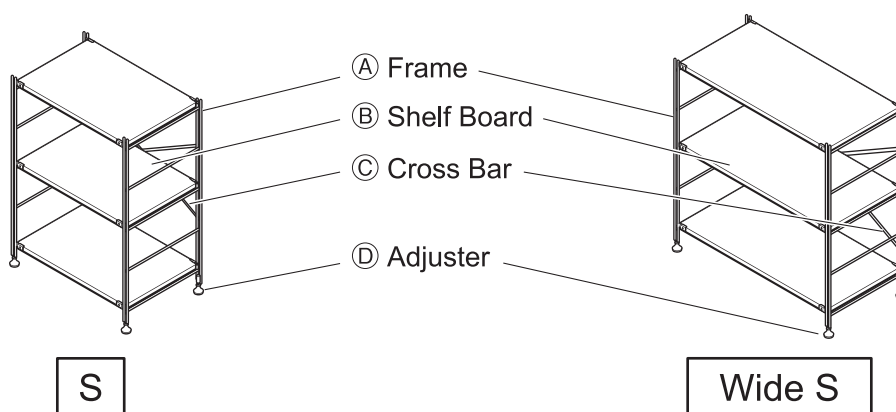 Ⓐ Frame
Ⓑ Shelf Board
Ⓒ Cross Bar
Ⓓ Adjuster
S
Wide S